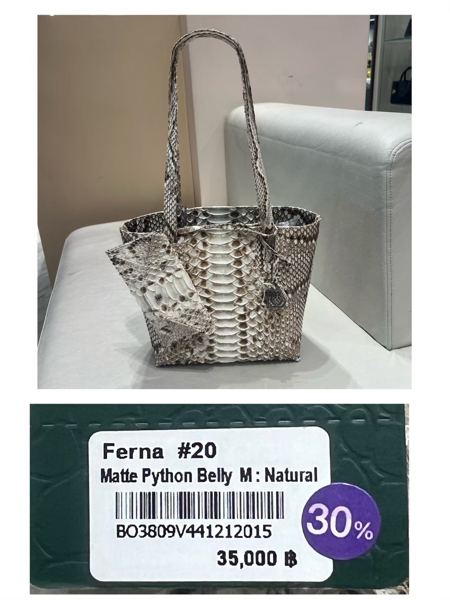 Ferna #20
Matte Python Belly M : Natural
BO3809V441212015
35,000 ฿
30%